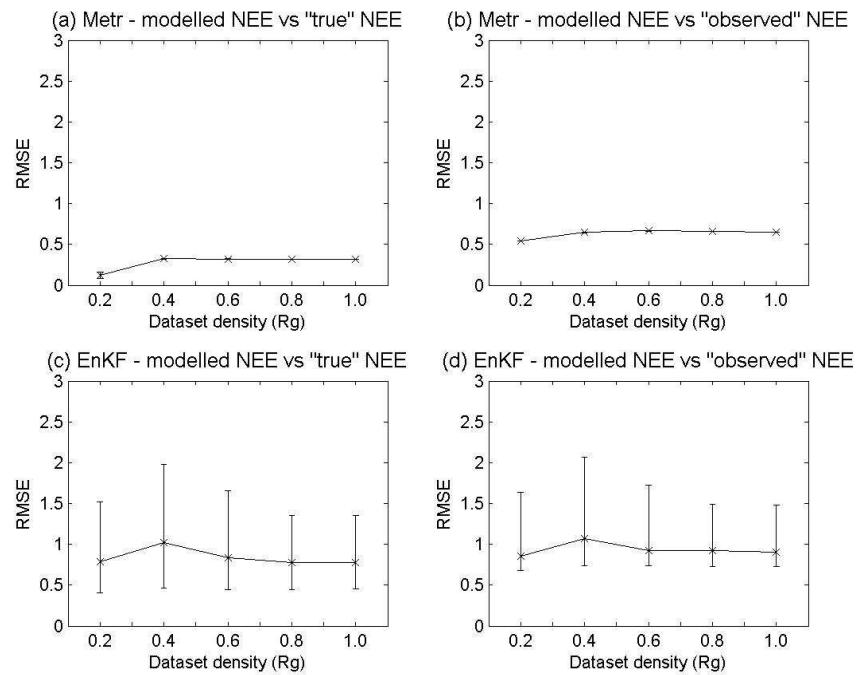 (a) Metr - modelled NEE vs "true" NEE
3
2.5
2
1.5
1
0.5
0
RMSE
0.2 0.4 0.6 0.8 1.0
Dataset density (Rg)
(b) Metr - modelled NEE vs "observed" NEE
3
2.5
2
1.5
1
0.5
0
RMSE
0.2 0.4 0.6 0.8 1.0
Dataset density (Rg)
(c) EnKF - modelled NEE vs "true" NEE
3
2.5
2
1.5
1
0.5
0
RMSE
0.2 0.4 0.6 0.8 1.0
Dataset density (Rg)
(d) EnKF - modelled NEE vs "observed" NEE
3
2.5
2
1.5
1
0.5
0
RMSE
0.2 0.4 0.6 0.8 1.0
Dataset density (Rg)